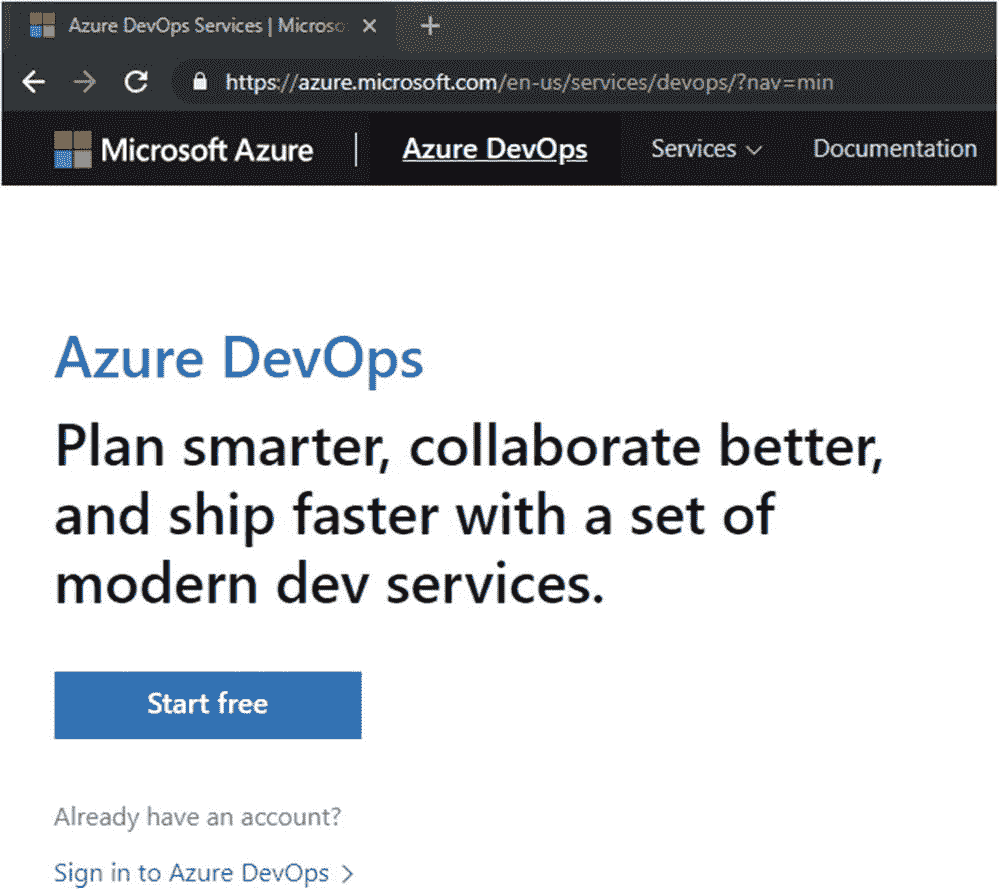 Azure DevOps Services | Microso
https://azure.microsoft.com/en-us/services/devops/?nav=min
Microsoft Azure | Azure DevOps Services Documentation
Azure DevOps
Plan smarter, collaborate better,
and ship faster with a set of
modern dev services.
Start free
Already have an account?
Sign in to Azure DevOps